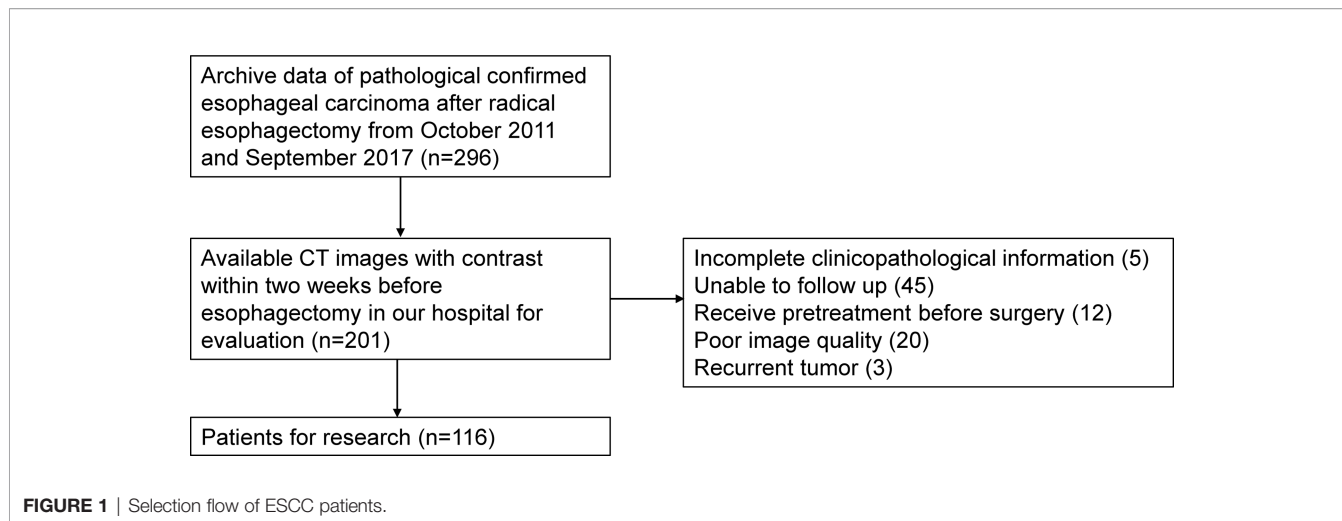 Archive data of pathological confirmed
esophageal carcinoma after radical
esophagectomy from October 2011
and September 2017 (n=296)
Available CT images with contrast
within two weeks before
esophagectomy in our hospital for
evaluation (n=201)
Incomplete clinicopathological information (5)
Unable to follow up (45)
Receive pretreatment before surgery (12)
Poor image quality (20)
Recurrent tumor (3)
Patients for research (n=116)
FIGURE 1 | Selection flow of ESCC patients.